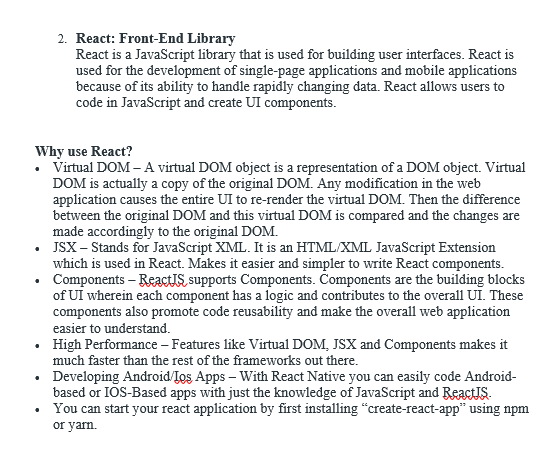 2. React: Front-End Library
React is a JavaScript library that is used for building user interfaces. React is
used for the development of single-page applications and mobile applications
because of its ability to handle rapidly changing data. React allows users to
code in JavaScript and create UI components.
Why use React?
• Virtual DOM – A virtual DOM object is a representation of a DOM object. Virtual
DOM is actually a copy of the original DOM. Any modification in the web
application causes the entire UI to re-render the virtual DOM. Then the difference
between the original DOM and this virtual DOM is compared and the changes are
made accordingly to the original DOM.
• JSX – Stands for JavaScript XML. It is an HTML/XML JavaScript Extension
which is used in React. Makes it easier and simpler to write React components.
• Components – ReactJS supports Components. Components are the building blocks
of UI wherein each component has a logic and contributes to the overall UI. These
components also promote code reusability and make the overall web application
easier to understand.
• High Performance – Features like Virtual DOM, JSX and Components makes it
much faster than the rest of the frameworks out there.
• Developing Android/Ios Apps – With React Native you can easily code Android-
based or IOS-Based apps with just the knowledge of JavaScript and ReactJS.
• You can start your react application by first installing “create-react-app” using npm
or yarn.